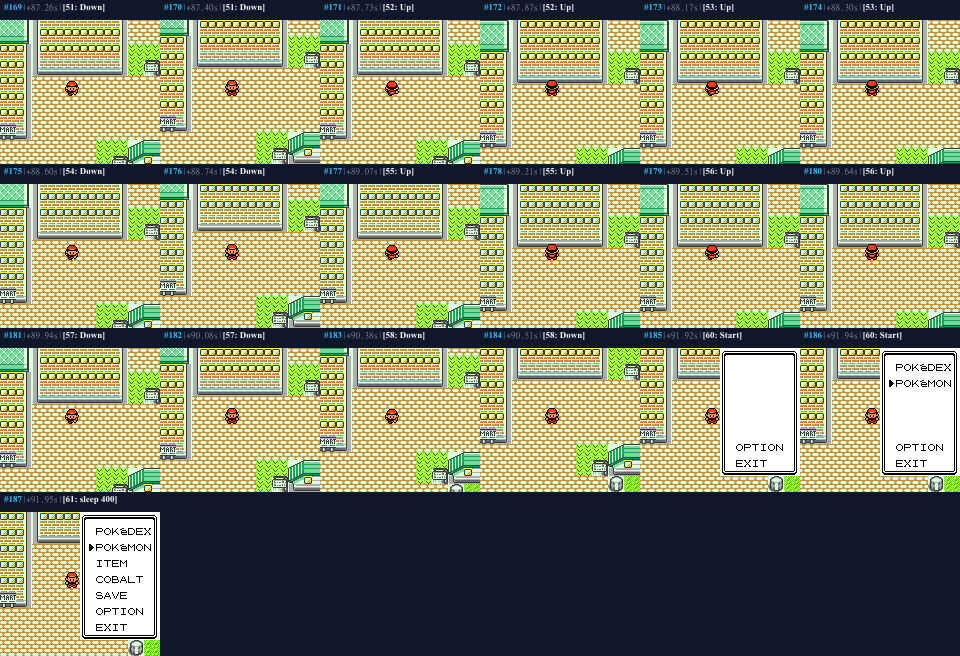 #169|+87.26s|[51: Down]
#170|+87.40s|[51: Down]
#171|+87.73s|[52: Up]
#172|+87.87s|[52: Up]
#173|+88.17s|[53: Up]
#174|+88.30s|[53: Up]
MART
MART
MART
MART
MART
MART
#175|+88.60s|[54: Down]
#176|+88.74s|[54: Down]
#177|+89.07s|[55: Up]
#178|+89.21s|[55: Up]
#179|+89.51s|[56: Up]
#180|+89.64s|[56: Up]
MART
MART
MART
MART
MART
MART
#181|+89.94s|[57: Down]
#182|+90.08s|[57: Down]
#183|+90.38s|[58: Down]
#184|+90.51s|[58: Down]
#185|+91.92s|[60: Start]
#186|+91.94s|[60: Start]
MART
MART
MART
MART
MART
OPTION
EXIT
MART
POKéDEX
POKéMON
OPTION
EXIT
#187|+91.95s|[61: sleep 400]
MART
POKéDEX
POKéMON
ITEM
COBALT
SAVE
OPTION
EXIT